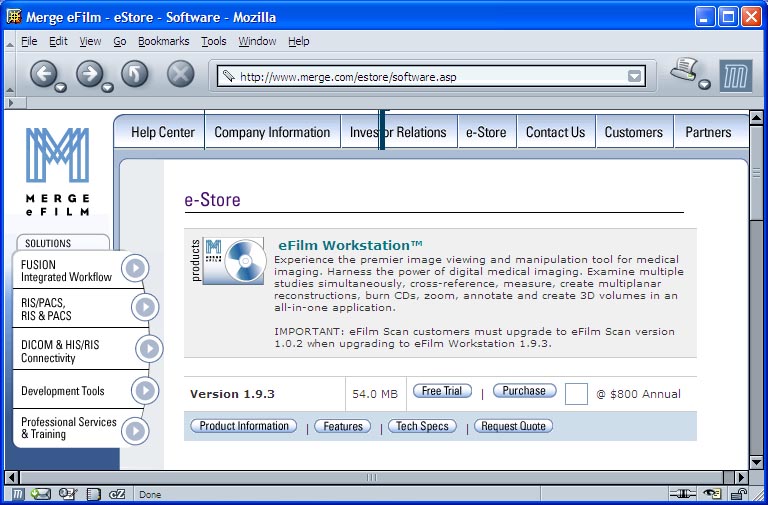 Merge eFilm - eStore - Software - Mozilla
File Edit View Go Bookmarks Tools Window Help
http://www.merge.com/estore/software.asp
Help Center Company Information Investor Relations e-Store Contact Us Customers Partners
MERGE
eFILM
e-Store
SOLUTIONS
FUSION
Integrated Workflow
RIS/PACS,
RIS & PACS
DICOM & HIS/RIS
Connectivity
Development Tools
Professional Services
& Training
products
eFilm Workstation™
Experience the premier image viewing and manipulation tool for medical
imaging. Harness the power of digital medical imaging. Examine multiple
studies simultaneously, cross-reference, measure, create multiplanar
reconstructions, burn CDs, zoom, annotate and create 3D volumes in an
all-in-one application.
IMPORTANT: eFilm Scan customers must upgrade to eFilm Scan version
1.0.2 when upgrading to eFilm Workstation 1.9.3.
Version 1.9.3 54.0 MB Free Trial | Purchase @ $800 Annual
Product Information | Features | Tech Specs | Request Quote
Done